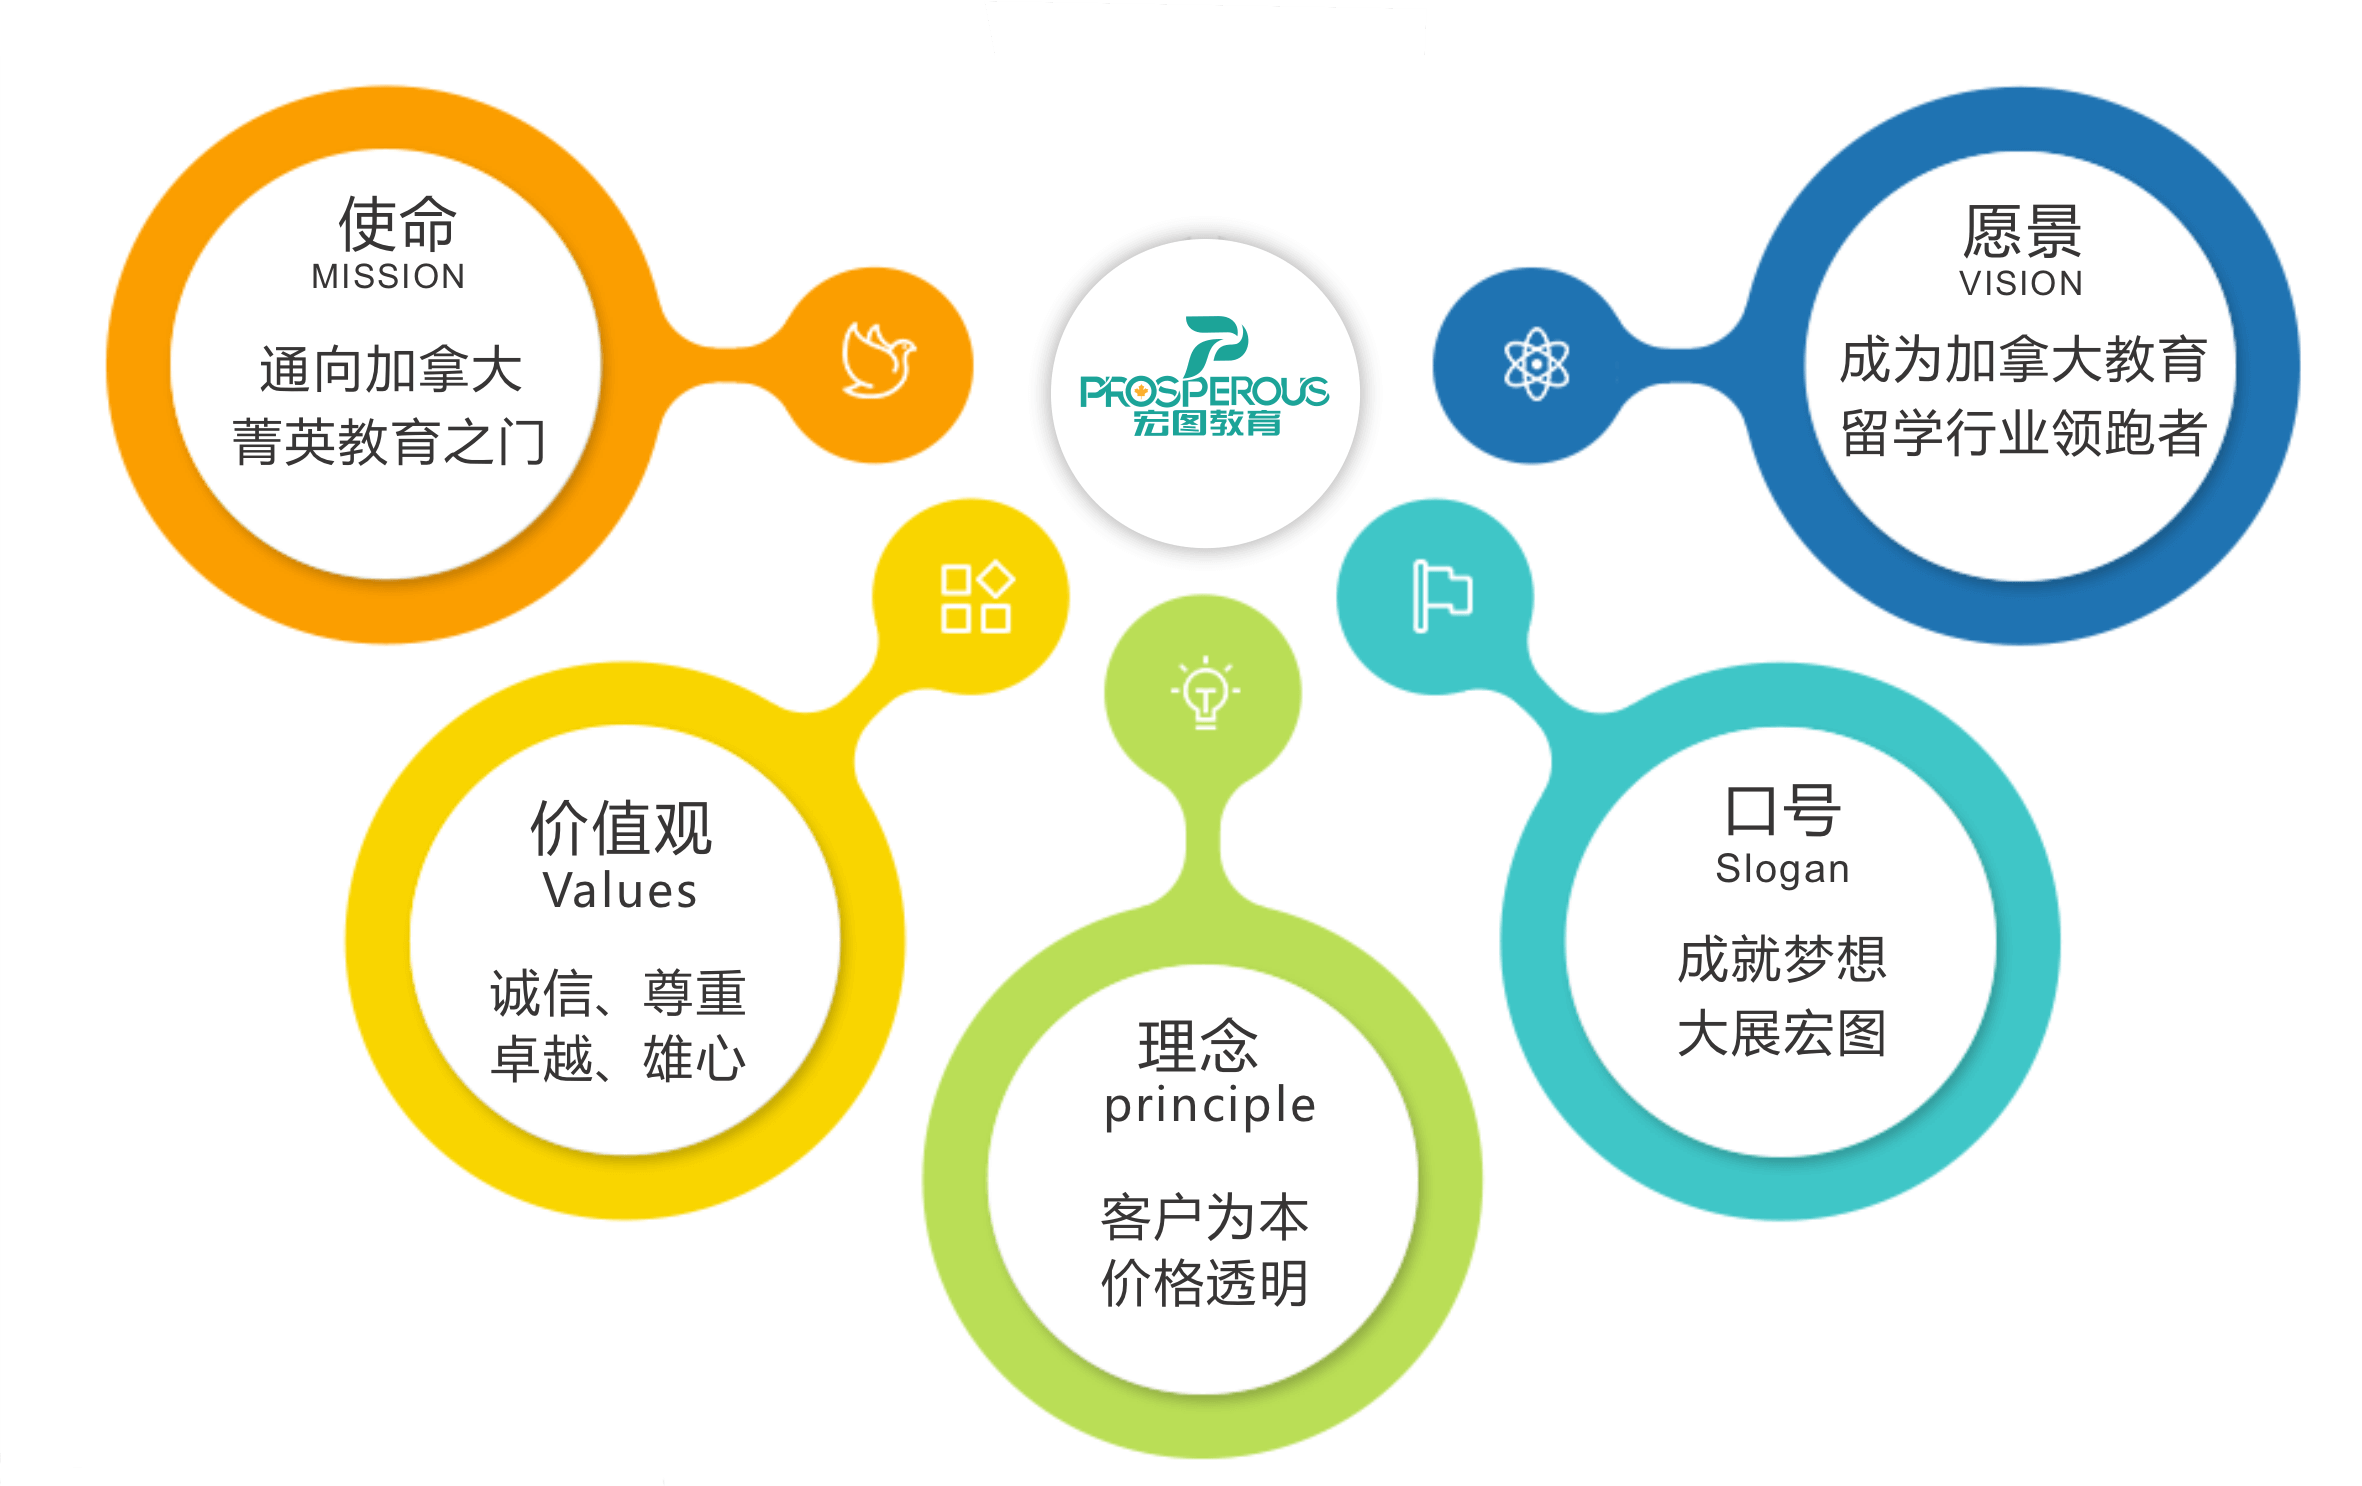 使命
MISSION
通向加拿大
菁英教育之门
PROSPEROUS
宏图教育
愿景
VISION
成为加拿大教育
留学行业领跑者
价值观
Values
诚信、尊重
卓越、雄心
理念
principle
客户为本
价格透明
口号
Slogan
成就梦想
大展宏图